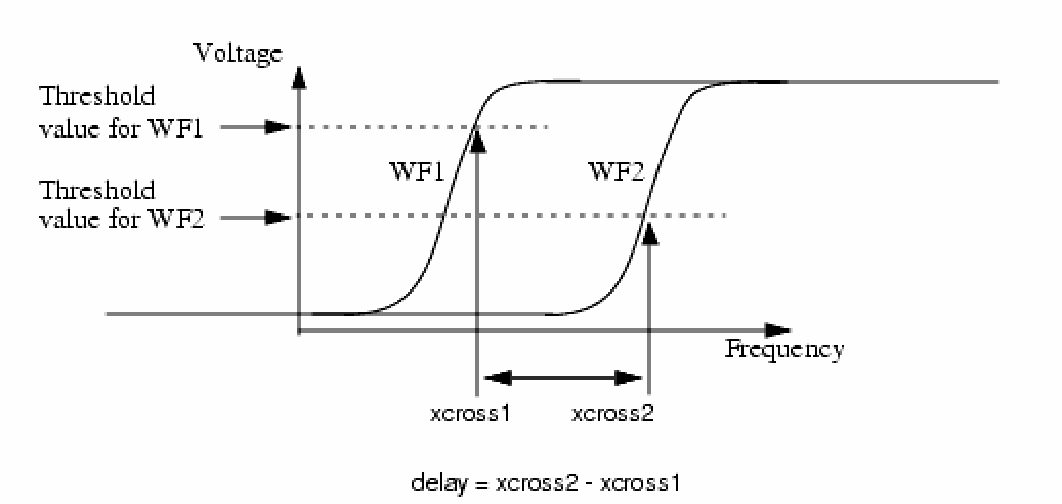 Voltage
Threshold
value for WF1
WF1
WF2
Threshold
value for WF2
Frequency
xcross1
xcross2
delay = xcross2 - xcross1